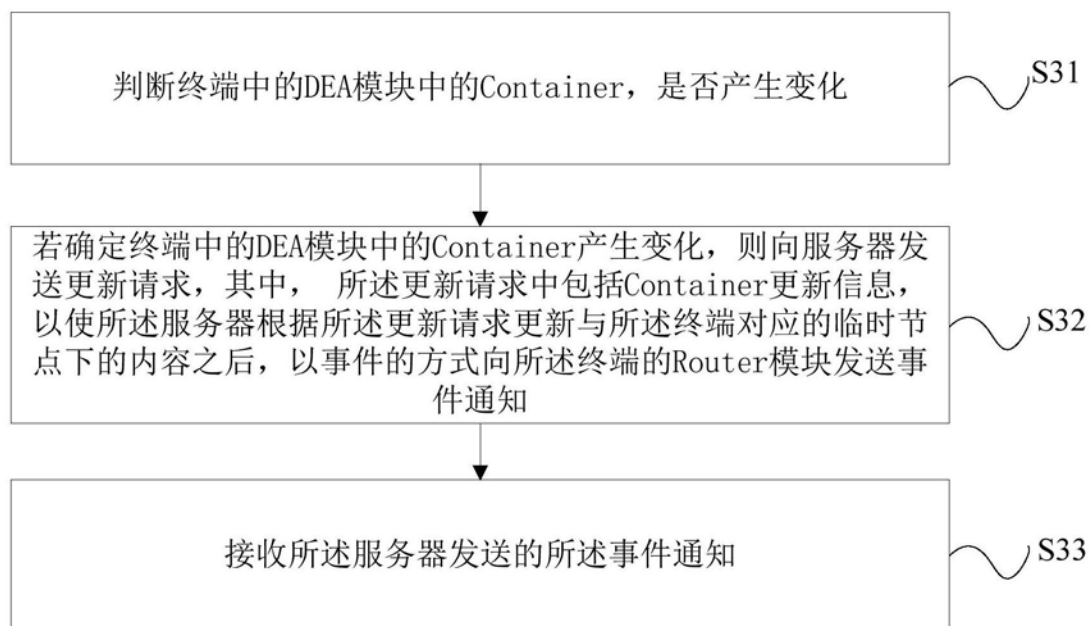 判断终端中的DEA模块中的Container，是否产生变化
S31
若确定终端中的DEA模块中的Container产生变化，则向服务器发
送更新请求，其中， 所述更新请求中包括Container更新信息，
以使所述服务器根据所述更新请求更新与所述终端对应的临时节
点下的内容之后，以事件的方式向所述终端的Router模块发送事
件通知
S32
接收所述服务器发送的所述事件通知
S33